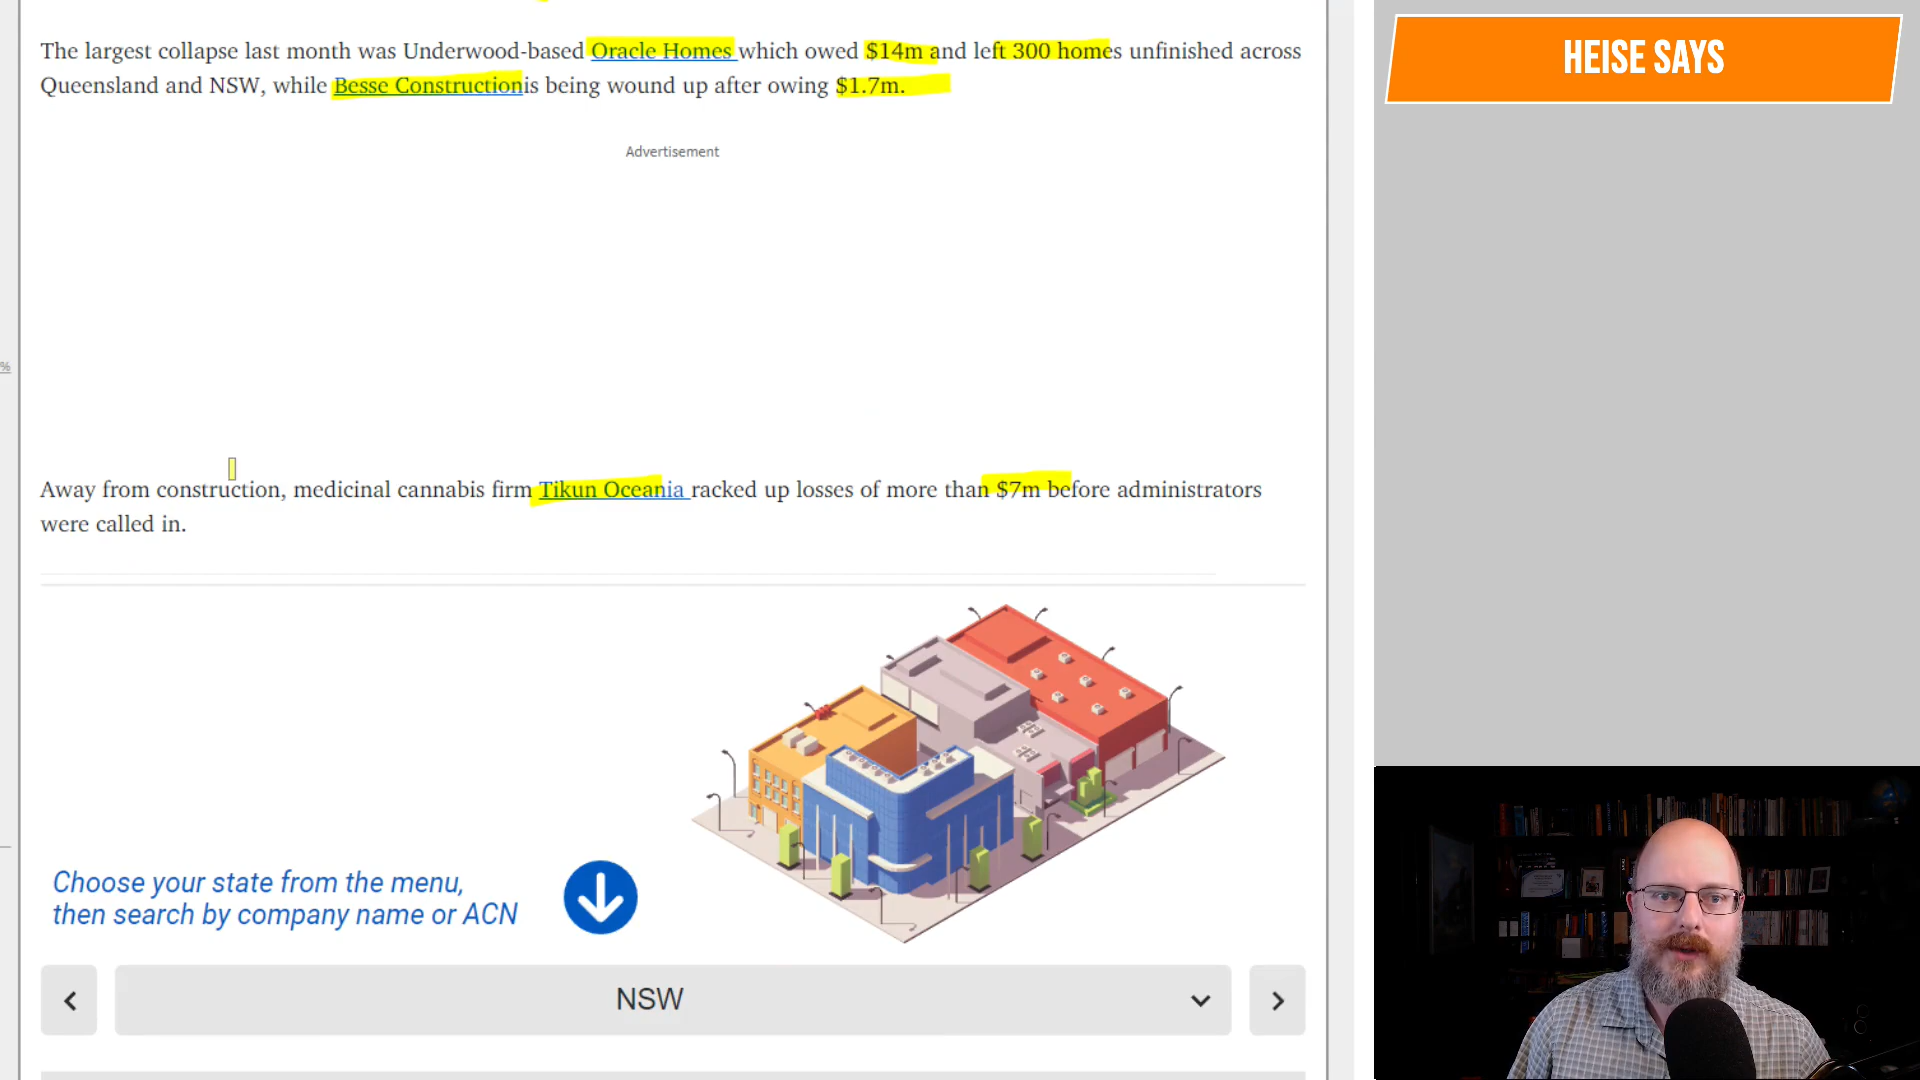 The largest collapse last month was Underwood-based Oracle Homes which owed $14m and left 300 homes unfinished across
Queensland and NSW, while Besse Constructionis being wound up after owing $1.7m.
Advertisement
%
Away from construction, medicinal cannabis firm Tikun Oceania racked up losses of more than $7m before administrators
were called in.
Choose your state from the menu,
then search by company name or ACN
NSW
HEISE SAYS